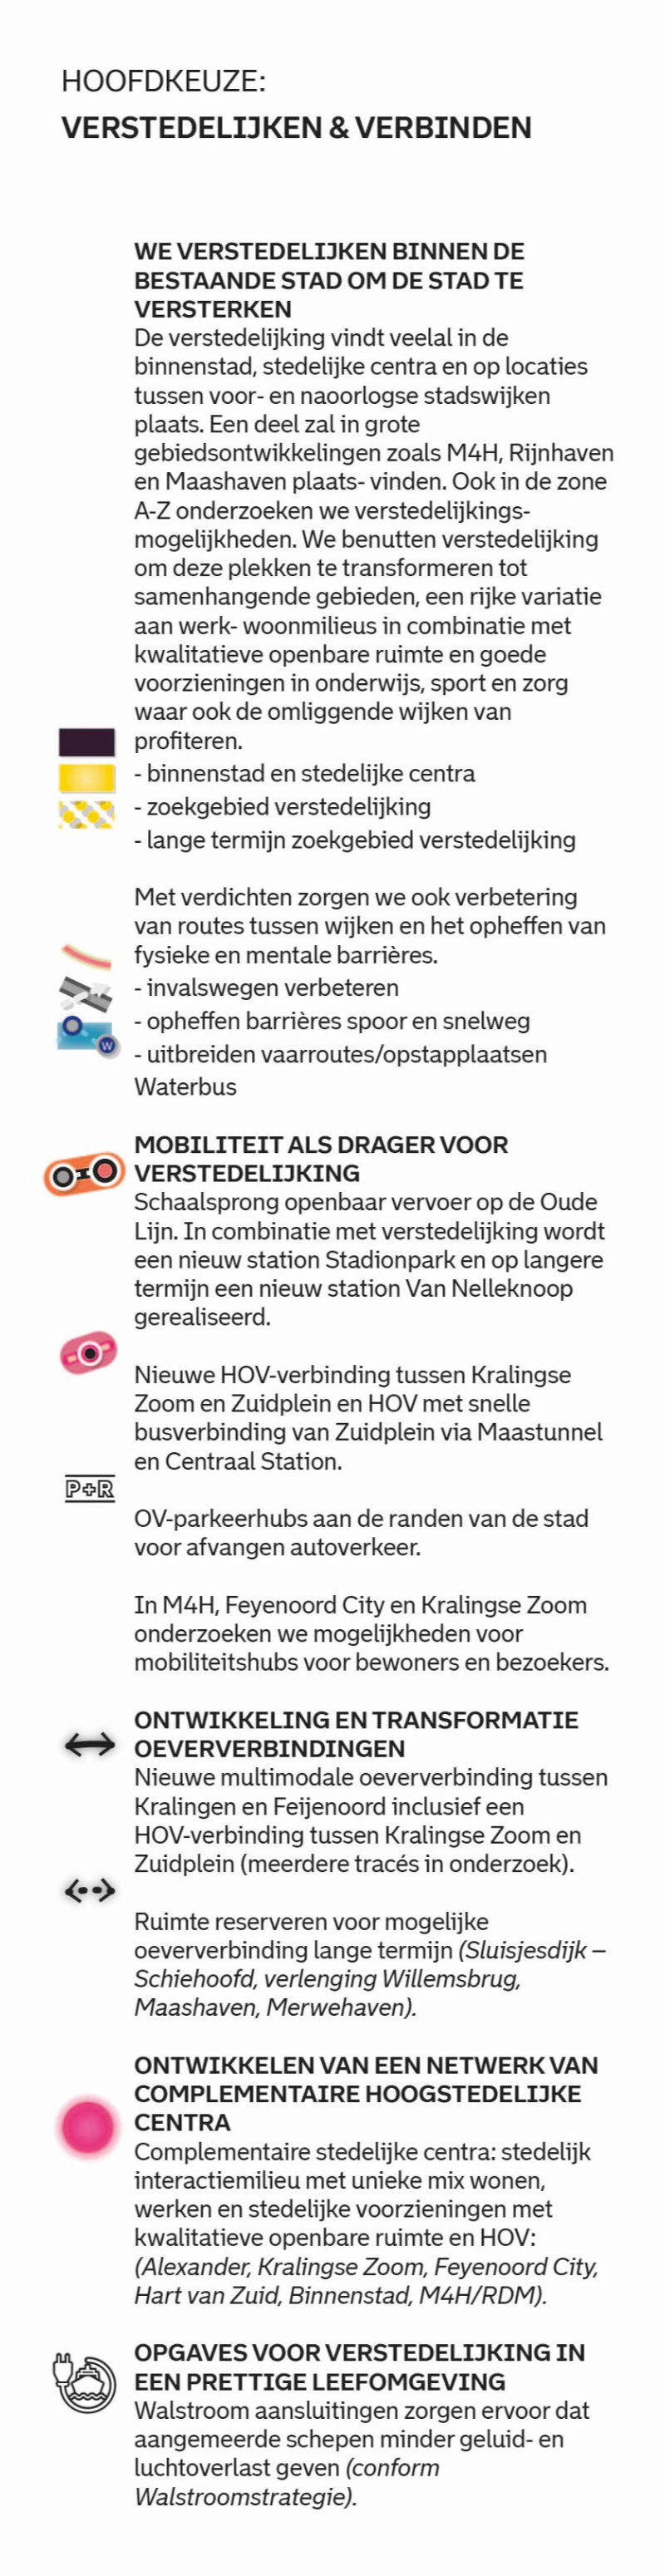 HOOFDKEUZE:
VERSTEDELIJKEN & VERBINDEN
WE VERSTEDELIJKEN BINNEN DE
BESTAANDE STAD OM DE STAD TE
VERSTERKEN
De verstedelijking vindt veelal in de
binnenstad, stedelijke centra en op locaties
tussen voor- en naoorlogse stadswijken
plaats. Een deel zal in grote
gebiedsontwikkelingen zoals M4H, Rijnhaven
en Maashaven plaats- vinden. Ook in de zone
A-Z onderzoeken we verstedelijkings-
mogelijkheden. We benutten verstedelijking
om deze plekken te transformeren tot
samenhangende gebieden, een rijke variatie
aan werk- woonmilieus in combinatie met
kwalitatieve openbare ruimte en goede
voorzieningen in onderwijs, sport en zorg
waar ook de omliggende wijken van
profiteren.
- binnenstad en stedelijke centra
- zoekgebied verstedelijking
- lange termijn zoekgebied verstedelijking
Met verdichten zorgen we ook verbetering
van routes tussen wijken en het opheffen van
fysieke en mentale barrières.
- invalswegen verbeteren
- opheffen barrières spoor en snelweg
W - uitbreiden vaarroutes/opstapplaatsen
Waterbus
MOBILITEIT ALS DRAGER VOOR
VERSTEDELIJKING
Schaalsprong openbaar vervoer op de Oude
Lijn. In combinatie met verstedelijking wordt
een nieuw station Stadionpark en op langere
termijn een nieuw station Van Nelleknoop
gerealiseerd.
Nieuwe HOV-verbinding tussen Kralingse
Zoom en Zuidplein en HOV met snelle
busverbinding van Zuidplein via Maastunnel
en Centraal Station.
P+R
OV-parkeerhubs aan de randen van de stad
voor afvangen autoverkeer.
In M4H, Feyenoord City en Kralingse Zoom
onderzoeken we mogelijkheden voor
mobiliteitshubs voor bewoners en bezoekers.
ONTWIKKELING EN TRANSFORMATIE
OEVERVERBINDINGEN
Nieuwe multimodale oeververbinding tussen
Kralingen en Feijenoord inclusief een
HOV-verbinding tussen Kralingse Zoom en
Zuidplein (meerdere tracés in onderzoek).
Ruimte reserveren voor mogelijke
oeververbinding lange termijn (Sluisjesdijk –
Schiehoofd, verlenging Willemsbrug,
Maashaven, Merwehaven).
ONTWIKKELEN VAN EEN NETWERK VAN
COMPLEMENTAIRE HOOGSTEDELIJKE
CENTRA
Complementaire stedelijke centra: stedelijk
interactiemilieu met unieke mix wonen,
werken en stedelijke voorzieningen met
kwalitatieve openbare ruimte en HOV:
(Alexander, Kralingse Zoom, Feyenoord City,
Hart van Zuid, Binnenstad, M4H/RDM).
OPGAVES VOOR VERSTEDELIJKING IN
EEN PRETTIGE LEEFOMGEVING
Walstroom aansluitingen zorgen ervoor dat
aangemeerde schepen minder geluid- en
luchtoverlast geven (conform
Walstroomstrategie).